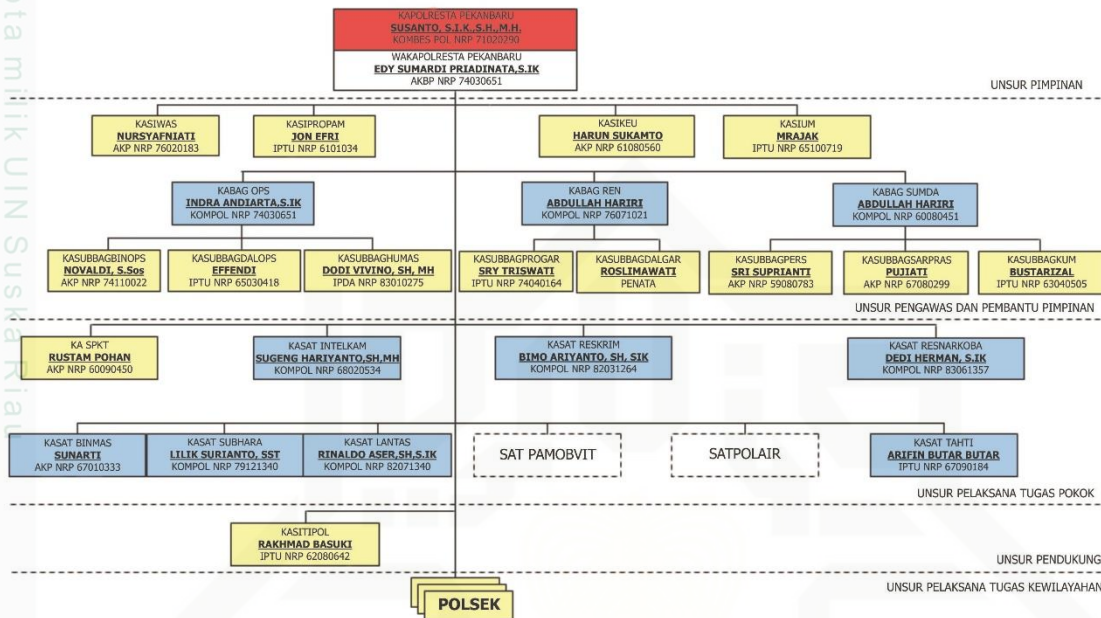 KAPOLRESTA PEKANBARU
SUSANTO, S.I.K.,S.H.,M.H.
KOMBES POL NRP 71020290
WAKAPOLRESTA PEKANBARU
EDY SUMARDI PRIADINATA,S.IK
AKBP NRP 74030651
UNSUR PIMPINAN
KASIWAS
NURSYAFNIATI
AKP NRP 76020183
KASIPROPAM
JON EFRI
IPTU NRP 6101034
KASIKEU
HARUN SUKAMTO
AKP NRP 61080560
KASIUM
MRAJAK
IPTU NRP 65100719
KABAG OPS
INDRA ANDIARTA,S.IK
KOMPOL NRP 74030651
KABAG REN
ABDULLAH HARIRI
KOMPOL NRP 76071021
KABAG SUMDA
ABDULLAH HARIRI
KOMPOL NRP 60080451
KASUBBAGBINOPS
NOVALDI, S.Sos
AKP NRP 74110022
KASUBBAGDALOPS
EFFENDI
IPTU NRP 65030418
KASUBBAGHUMAS
DODI VIVINO, SH, MH
IPDA NRP 83010275
KASUBBAGPROGAR
SRY TRISWATI
IPTU NRP 74040164
KASUBBAGDALGAR
ROSLIMAWATI
PENATA
KASUBBAGPERS
SRI SUPRIANTI
AKP NRP 59080783
KASUBBAGSARPRAS
PUJIATI
AKP NRP 67080299
KASUBBAGKUM
BUSTARIZAL
IPTU NRP 63040505
UNSUR PENGAWAS DAN PEMBANTU PIMPINAN
KA SPKT
RUSTAM POHAN
AKP NRP 60090450
KASAT INTELKAM
SUGENG HARIYANTO,SH,MH
KOMPOL NRP 68020534
KASAT RESKRIM
BIMO ARIYANTO, SH, SIK
KOMPOL NRP 82031264
KASAT RESNARKOBA
DEDI HERMAN, S.IK
KOMPOL NRP 83061357
KASAT BINMAS
SUNARTI
AKP NRP 67010333
KASAT SUBHARA
LILIK SURIANTO, SST
KOMPOL NRP 79121340
KASAT LANTAS
RINALDO ASER,SH,S.IK
KOMPOL NRP 82071340
SAT PAMOBVIT
SATPOLAIR
KASAT TAHTI
ARIFIN BUTAR BUTAR
IPTU NRP 67090184
UNSUR PELAKSANA TUGAS POKOK
KASITIPOL
RAKHMAD BASUKI
IPTU NRP 62080642
UNSUR PENDUKUNG
UNSUR PELAKSANA TUGAS KEWILAYAHAN
POLSEK
milik UIN Suska Riau